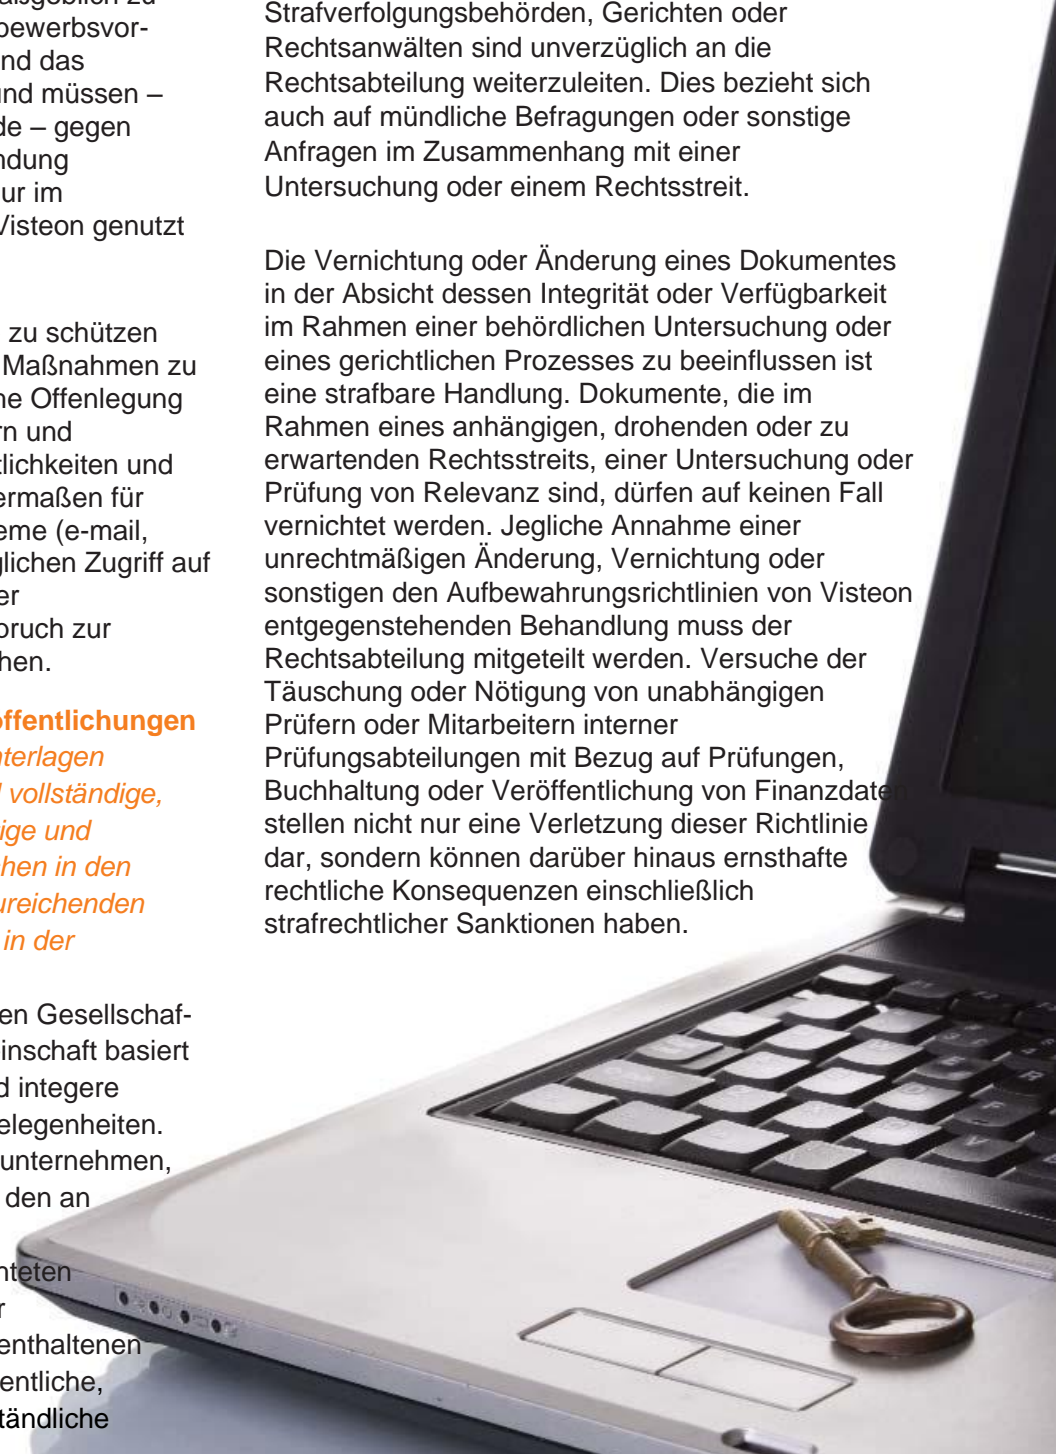 aßgeblich zu
bewerbsvor-
nd das
und müssen –
de – gegen
ndung
ur im
Visteon genutzt
zu schützen
Maßnahmen zu
he Offenlegung
rn und
tlichkeiten und
ermaßen für
eme (e-mail,
glichen Zugriff auf
er
pruch zur
hen.
öffentlichungen
nterlagen
vollständige,
ige und
hen in den
ureichenden
in der
en Gesellschaf-
einschaft basiert
d integere
elegenheiten.
unternehmen,
den an
hteten
r
enthaltenen
entliche,
tändliche
Strafverfolgungsbehörden, Gerichten oder
Rechtsanwälten sind unverzüglich an die
Rechtsabteilung weiterzuleiten. Dies bezieht sich
auch auf mündliche Befragungen oder sonstige
Anfragen im Zusammenhang mit einer
Untersuchung oder einem Rechtsstreit.
Die Vernichtung oder Änderung eines Dokumentes
in der Absicht dessen Integrität oder Verfügbarkeit
im Rahmen einer behördlichen Untersuchung oder
eines gerichtlichen Prozesses zu beeinflussen ist
eine strafbare Handlung. Dokumente, die im
Rahmen eines anhängigen, drohenden oder zu
erwartenden Rechtsstreits, einer Untersuchung oder
Prüfung von Relevanz sind, dürfen auf keinen Fall
vernichtet werden. Jegliche Annahme einer
unrechtmäßigen Änderung, Vernichtung oder
sonstigen den Aufbewahrungsrichtlinien von Visteon
entgegenstehenden Behandlung muss der
Rechtsabteilung mitgeteilt werden. Versuche der
Täuschung oder Nötigung von unabhängigen
Prüfern oder Mitarbeitern interner
Prüfungsabteilungen mit Bezug auf Prüfungen,
Buchhaltung oder Veröffentlichung von Finanzdaten
stellen nicht nur eine Verletzung dieser Richtlinie
dar, sondern können darüber hinaus ernsthafte
rechtliche Konsequenzen einschließlich
strafrechtlicher Sanktionen haben.